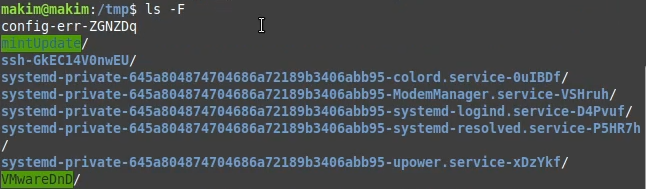 makim@makim:/tmp$ ls -F
config-err-ZGNZDq
mintUpdate/
ssh-GkEC14V0nwEU/
systemd-private-645a804874704686a72189b3406abb95-colord.service-0uIBDf/
systemd-private-645a804874704686a72189b3406abb95-ModemManager.service-VSHruh/
systemd-private-645a804874704686a72189b3406abb95-systemd-logind.service-D4Pvuf/
systemd-private-645a804874704686a72189b3406abb95-systemd-resolved.service-P5HR7h
/
systemd-private-645a804874704686a72189b3406abb95-upower.service-xDzYkf/
VMwareDnD/